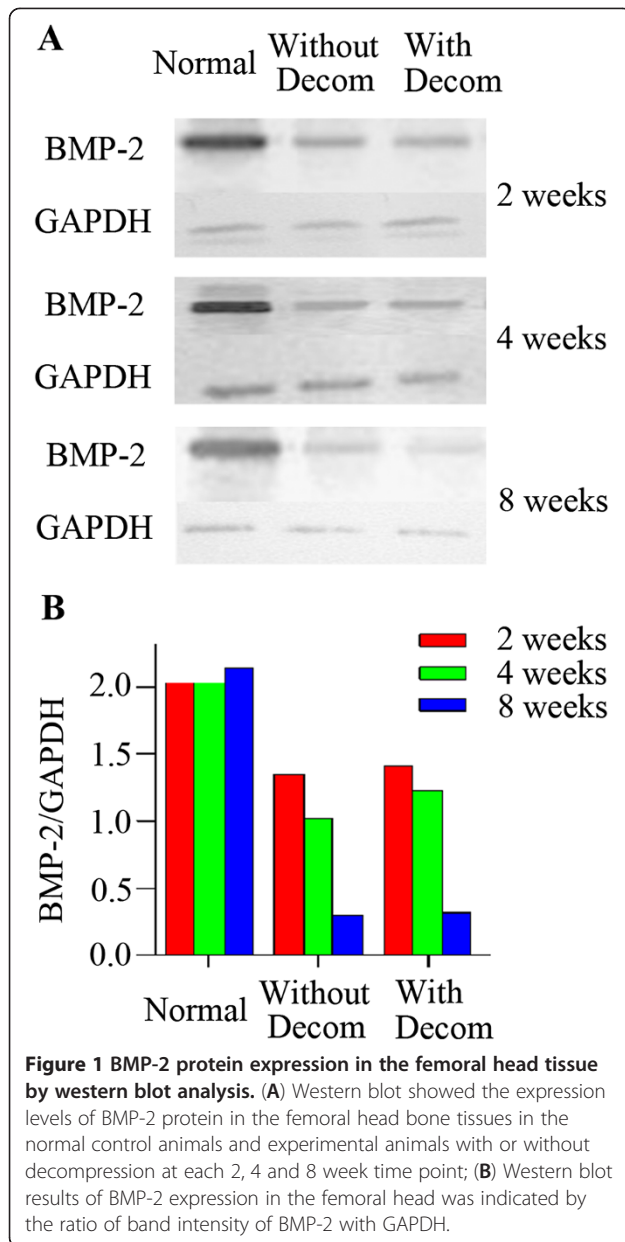 A
Normal Without Decom With Decom
BMP-2
GAPDH
2 weeks
BMP-2
GAPDH
4 weeks
BMP-2
GAPDH
8 weeks
B
2 weeks
4 weeks
8 weeks
BMP-2/GAPDH
2.0
1.5
1.0
0.5
0.0
Normal Without Decom With Decom
Figure 1 BMP-2 protein expression in the femoral head tissue
by western blot analysis. (A) Western blot showed the expression
levels of BMP-2 protein in the femoral head bone tissues in the
normal control animals and experimental animals with or without
decompression at each 2, 4 and 8 week time point; (B) Western blot
results of BMP-2 expression in the femoral head was indicated by
the ratio of band intensity of BMP-2 with GAPDH.